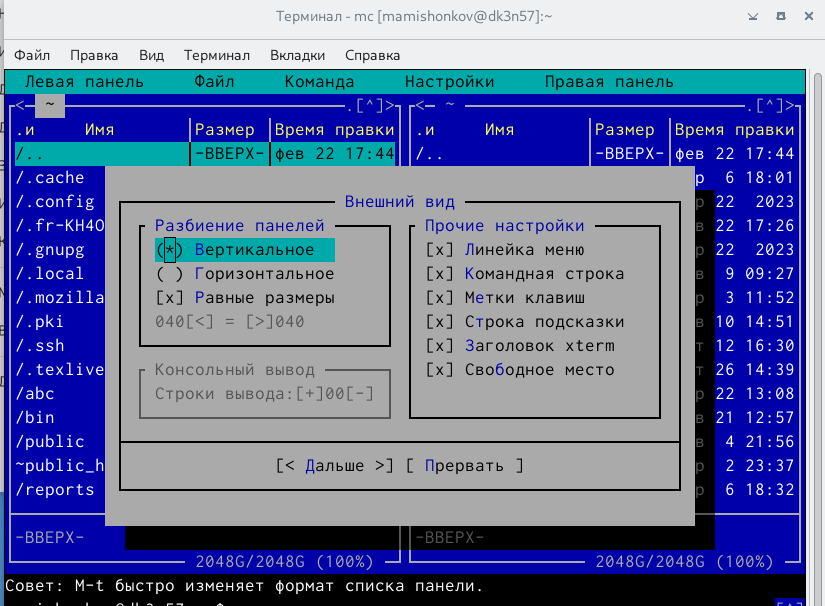 Терминал - mc [mamishonkov@dk3n57]:~
Файл Правка Вид Терминал Вкладки Справка
Левая панель Файл Команда Настройки Правая панель
<─ ~ ─.[^]> <─ ~ ─.[^]>
.и Имя Размер Время правки .и Имя Размер Время правки
/.. -ВВЕРХ- фев 22 17:44 /.. -ВВЕРХ- фев 22 17:44
/.cache р 6 18:01
Внешний вид
/.config р 22 2023
Разбиение панелей Прочие настройки
/.fr-KH4O в 22 17:26
(*) Вертикальное [x] Линейка меню
/.gnupg р 22 2023
( ) Горизонтальное [x] Командная строка
/.local в 9 09:27
[x] Равные размеры [x] Метки клавиш
/.mozilla р 3 11:52
040[<] = [>]040 [x] Строка подсказки
/.pki в 10 14:51
[x] Заголовок xterm
/.ssh т 12 16:30
Консольный вывод [x] Свободное место
/.texlive т 26 14:39
Строки вывода:[+]00[-]
/abc р 22 13:08
/bin в 21 12:57
/public в 4 21:56
[< Дальше >] [ Прервать ]
~public_h р 2 23:37
/reports р 6 18:32
-ВВЕРХ- -ВВЕРХ-
2048G/2048G (100%) 2048G/2048G (100%)
Совет: M-t быстро изменяет формат списка панели.